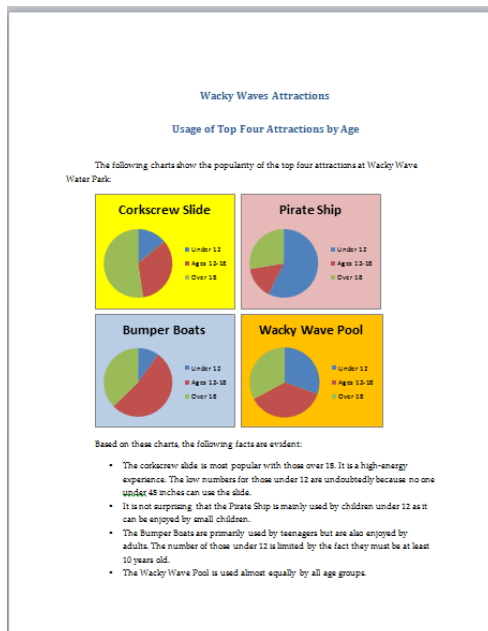 Wacky Waves Attractions
Usage of Top Four Attractions by Age
The following charts show the popularity of the top four attractions at Wacky Wave
Water Park:
Corkscrew Slide
Under 12
Ages 12-18
Over 18
Pirate Ship
Under 12
Ages 12-18
Over 18
Bumper Boats
Under 12
Ages 12-18
Over 18
Wacky Wave Pool
Under 12
Ages 12-18
Over 18
Based on these charts, the following facts are evident:
• The corkscrew slide is most popular with those over 18. It is a high-energy
experience. The low numbers for those under 12 are undoubtedly because no one
under 48 inches can use the slide.
• It is not surprising that the Pirate Ship is mainly used by children under 12 as it
can be enjoyed by small children.
• The Bumper Boats are primarily used by teenagers but are also enjoyed by
adults. The number of those under 12 is limited by the fact they must be at least
10 years old.
• The Wacky Wave Pool is used almost equally by all age groups.